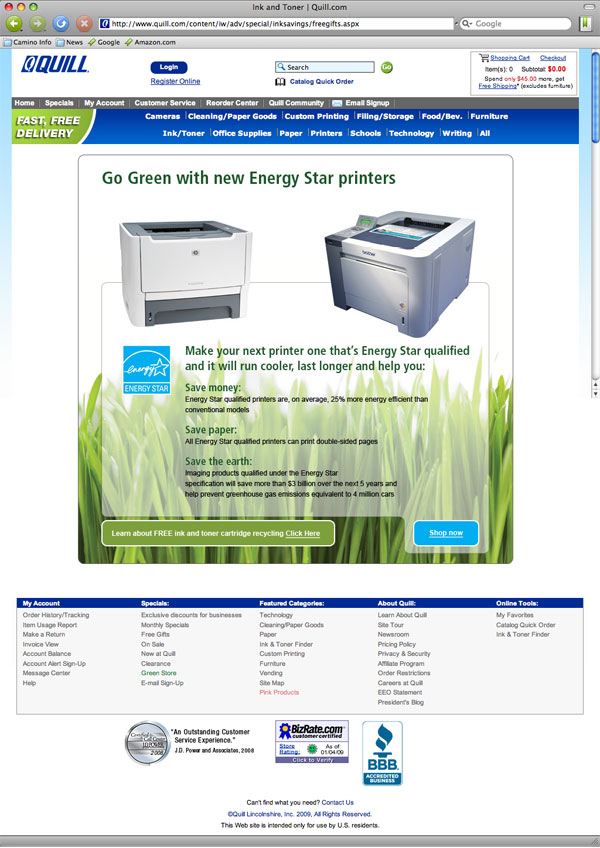 Ink and Toner | Quill.com
http://www.quill.com/content/iw/adv/special/inksavings/freegifts.aspx
Google
Camino Info News Google Amazon.com
QUILL.
Login
Register Online
Search Go
Catalog Quick Order
Shopping Cart Checkout
Item(s): 0 Subtotal: $0.00
Spend only $45.00 more, get
Free Shipping* (excludes furniture)
Home Specials My Account Customer Service Reorder Center Quill Community Email Signup
FAST, FREE
DELIVERY
Cameras Cleaning/Paper Goods Custom Printing Filing/Storage Food/Bev. Furniture
Ink/Toner Office Supplies Paper Printers Schools Technology Writing All
Go Green with new Energy Star printers
hp
brother
energy
ENERGY STAR
Make your next printer one that's Energy Star qualified
and it will run cooler, last longer and help you:
Save money:
Energy Star qualified printers are, on average, 25% more energy efficient than
conventional models
Save paper:
All Energy Star qualified printers can print double-sided pages
Save the earth:
Imaging products qualified under the Energy Star
specification will save more than $3 billion over the next 5 years and
help prevent greenhouse gas emissions equivalent to 4 million cars
Learn about FREE ink and toner cartridge recycling Click Here
Shop now
My Account
Order History/Tracking
Item Usage Report
Make a Return
Invoice View
Account Balance
Account Alert Sign-Up
Message Center
Help
Specials:
Exclusive discounts for businesses
Monthly Specials
Free Gifts
On Sale
New at Quill
Clearance
Green Store
E-mail Sign-Up
Featured Categories:
Technology
Cleaning/Paper Goods
Paper
Ink & Toner Finder
Custom Printing
Furniture
Vending
Site Map
Pink Products
About Quill:
Learn About Quill
Site Tour
Newsroom
Pricing Policy
Privacy & Security
Affiliate Program
Order Restrictions
Careers at Quill
EEO Statement
President's Blog
Online Tools:
My Favorites
Catalog Quick Order
Ink & Toner Finder
Certified
Call Center
J.D. POWER
2008
"An Outstanding Customer
Service Experience."
J.D. Power and Associates, 2008
BizRate.com
customer certified
Store
Rating:
As of:
01/04/09
Click to Verify
BBB.
ACCREDITED
BUSINESS
Can't find what you need? Contact Us
©Quill Lincolnshire, Inc. 2009, All Rights Reserved.
This Web site is intended only for use by U.S. residents.